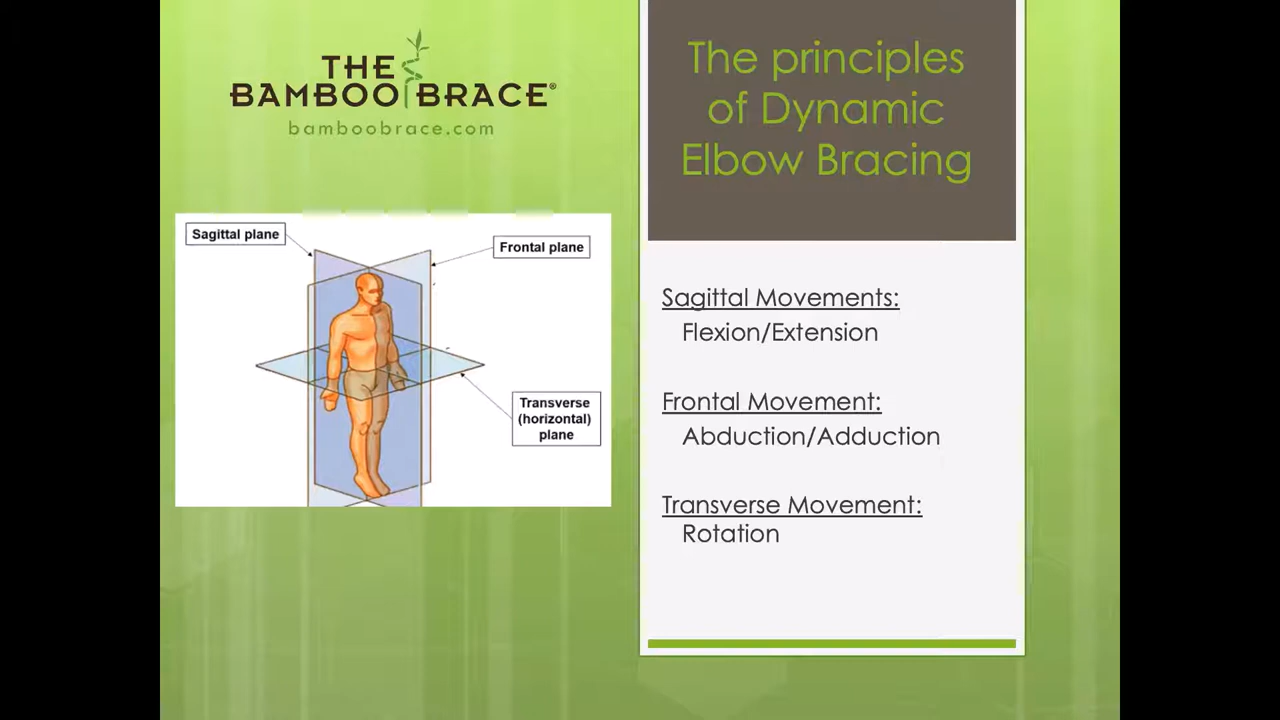 THE
BAMBOO BRACE®
bamboobrace.com
Sagittal plane
Frontal plane
Transverse
(horizontal)
plane
The principles
of Dynamic
Elbow Bracing
Sagittal Movements:
Flexion/Extension
Frontal Movement:
Abduction/Adduction
Transverse Movement:
Rotation